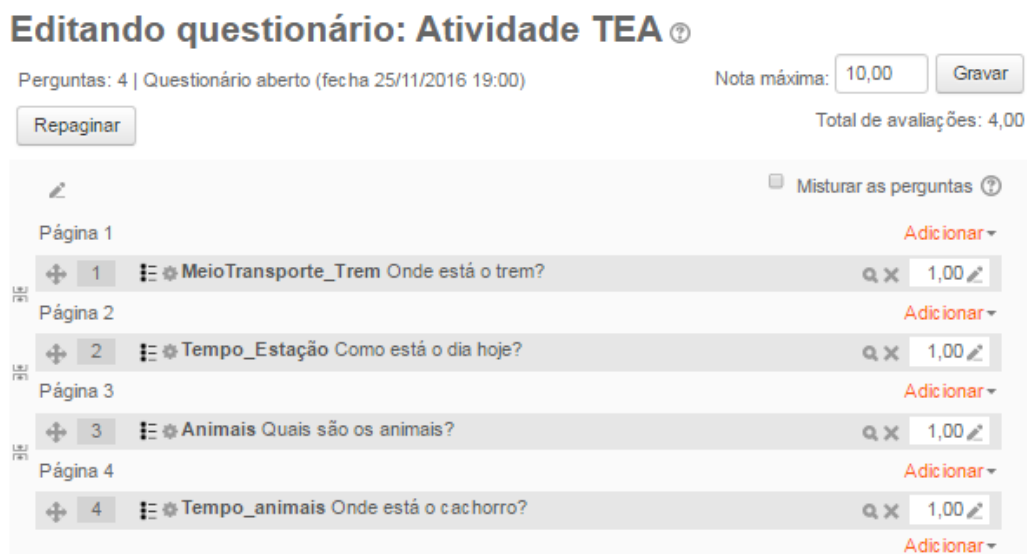 Editando questionário: Atividade TEA
Perguntas: 4 | Questionário aberto (fecha 25/11/2016 19:00)
Nota máxima: 10,00 Gravar
Repaginar
Total de avaliações: 4,00
Misturar as perguntas
Página 1
Adicionar
1 MeioTransporte_Trem Onde está o trem? 1,00
Página 2
Adicionar
2 Tempo_Estação Como está o dia hoje? 1,00
Página 3
Adicionar
3 Animais Quais são os animais? 1,00
Página 4
Adicionar
4 Tempo_animais Onde está o cachorro? 1,00
Adicionar